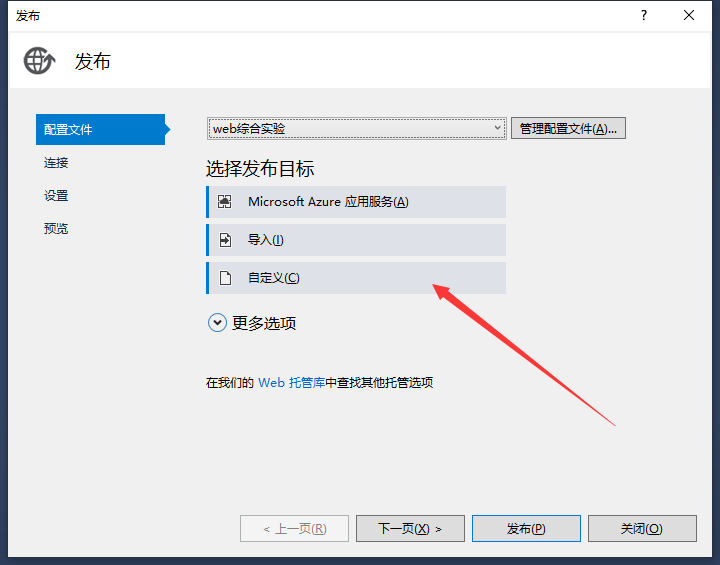 发布
?
发布
配置文件
连接
设置
预览
web综合实验
管理配置文件(A)...
选择发布目标
Microsoft Azure 应用服务(A)
导入(I)
自定义(C)
更多选项
在我们的 Web 托管库中查找其他托管选项
< 上一页(R)
下一页(X) >
发布(P)
关闭(O)